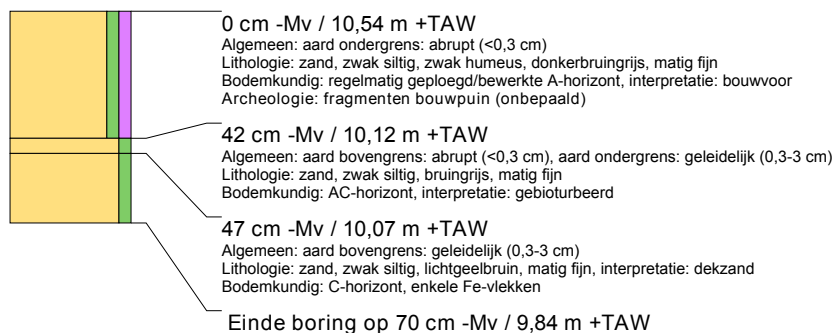 0 cm -Mv / 10,54 m +TAW
Algemeen: aard ondergrens: abrupt (<0,3 cm)
Lithologie: zand, zwak siltig, zwak humeus, donkerbruingrijs, matig fijn
Bodemkundig: regelmatig geploegd/bewerkte A-horizont, interpretatie: bouwvoor
Archeologie: fragmenten bouwpuin (onbepaald)
42 cm -Mv / 10,12 m +TAW
Algemeen: aard bovengrens: abrupt (<0,3 cm), aard ondergrens: geleidelijk (0,3-3 cm)
Lithologie: zand, zwak siltig, bruingrijs, matig fijn
Bodemkundig: AC-horizont, interpretatie: gebioturbeerd
47 cm -Mv / 10,07 m +TAW
Algemeen: aard bovengrens: geleidelijk (0,3-3 cm)
Lithologie: zand, zwak siltig, lichtgeelbruin, matig fijn, interpretatie: dekzand
Bodemkundig: C-horizont, enkele Fe-vlekken
Einde boring op 70 cm -Mv / 9,84 m +TAW